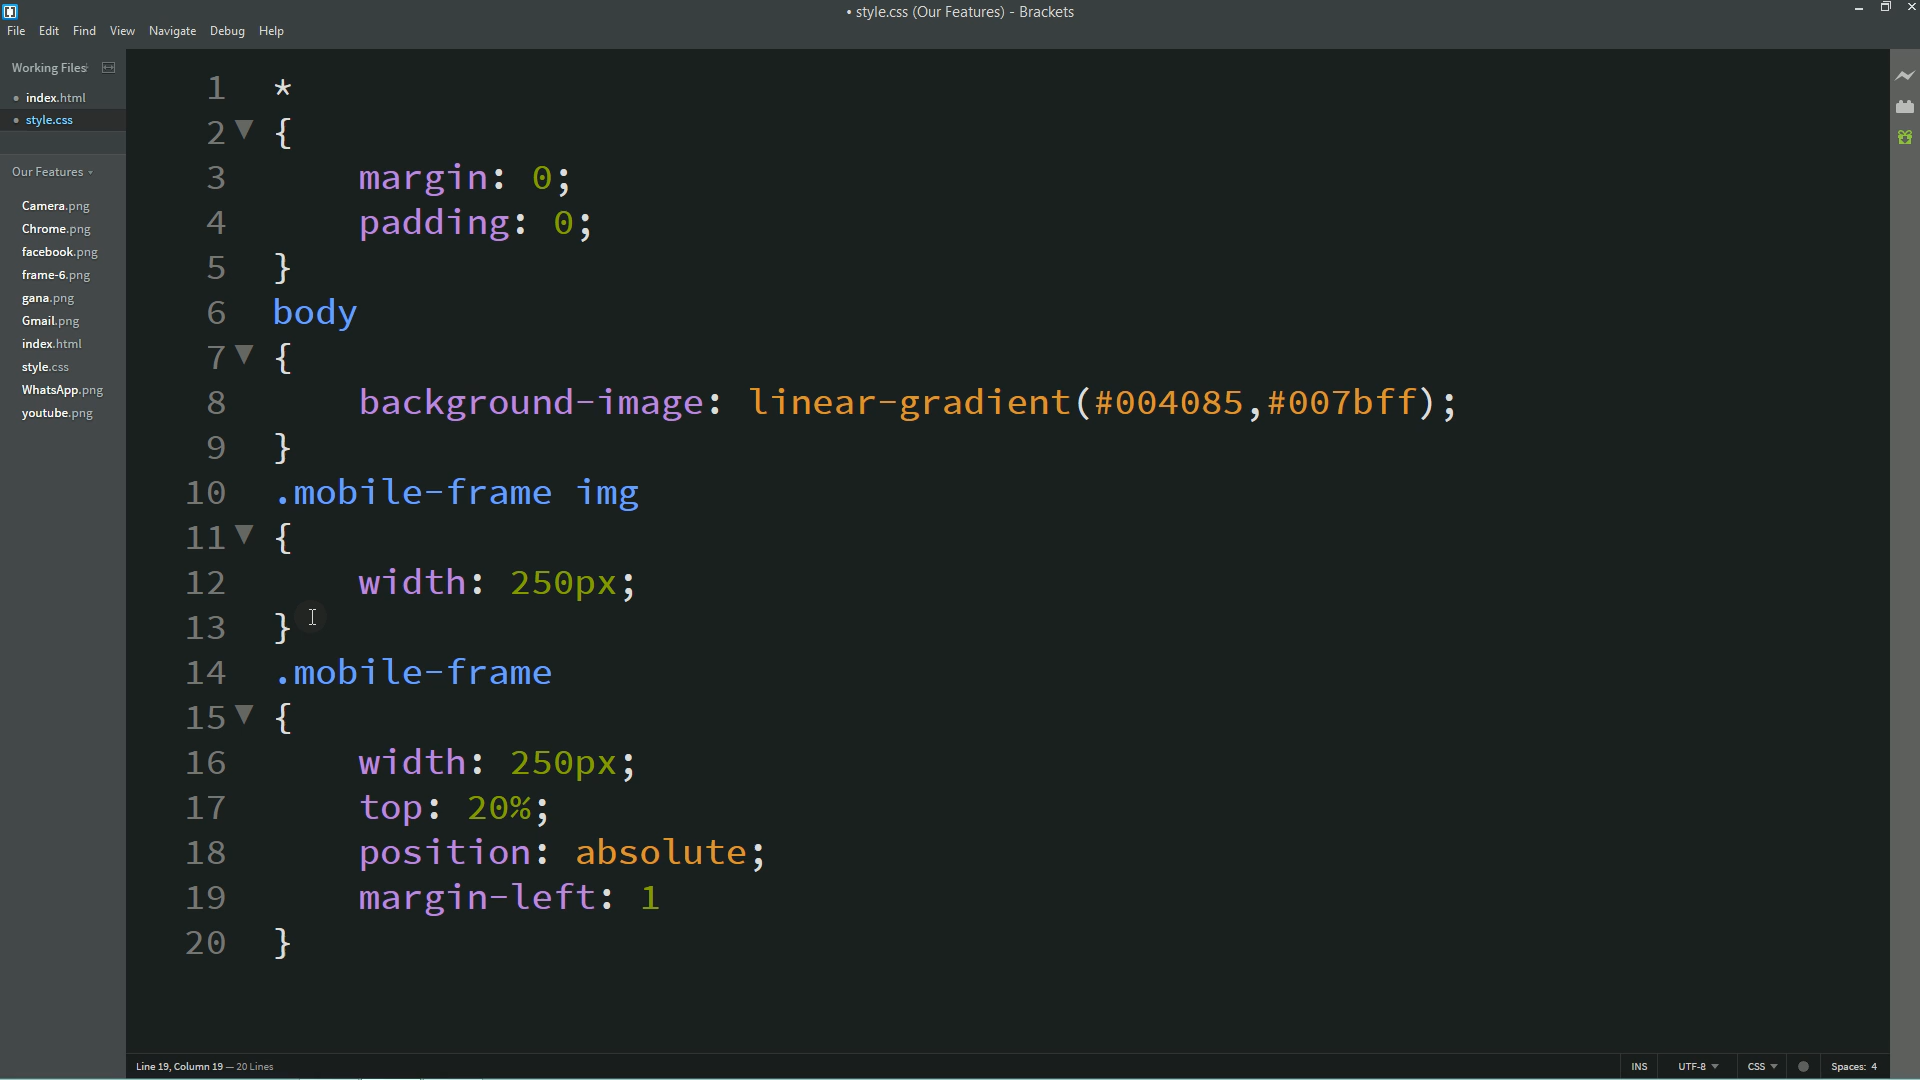 • style.css (Our Features) - Brackets
File Edit Find View Navigate Debug Help
Working Files
• index.html
• style.css
Our Features
Camera.png
Chrome.png
facebook.png
frame-6.png
gana.png
Gmail.png
index.html
style.css
WhatsApp.png
youtube.png
1 *
2 {
3 margin: 0;
4 padding: 0;
5 }
6 body
7 {
8 background-image: linear-gradient(#004085,#007bff);
9 }
10 .mobile-frame img
11 {
12 width: 250px;
13 }
14 .mobile-frame
15 {
16 width: 250px;
17 top: 20%;
18 position: absolute;
19 margin-left: 1
20 }
Line 19, Column 19 — 20 Lines
INS UTF-8 CSS Spaces: 4